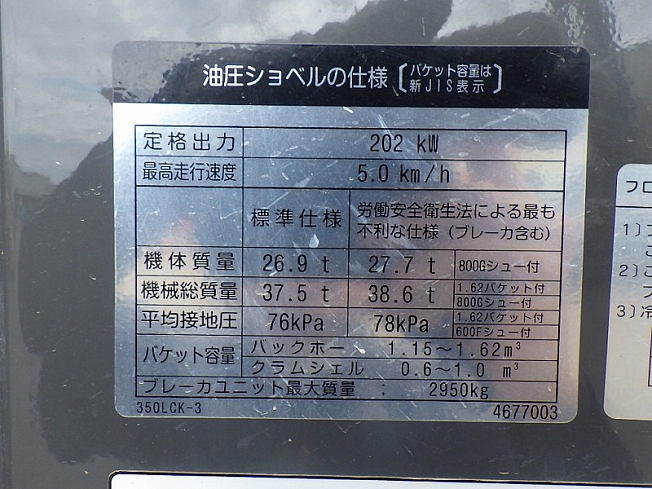 油圧ショベルの仕様〔バケット容量は新JIS表示〕
定格出力 202 kW
最高走行速度 5.0 km/h
標準仕様 労働安全衛生法による最も不利な仕様(ブレーカ含む)
機体質量 26.9 t 27.7 t 800Gシュー付
機械総質量 37.5 t 38.6 t 1.62バケット付 800Gシュー付
平均接地圧 76kPa 78kPa 1.62バケット付 600Fシュー付
バケット容量 バックホー 1.15~1.62m³
クラムシェル 0.6~1.0 m³
ブレーカユニット最大質量 : 2950kg
350LCK-3 4677003
フロ
1)
2)こ
3)冷